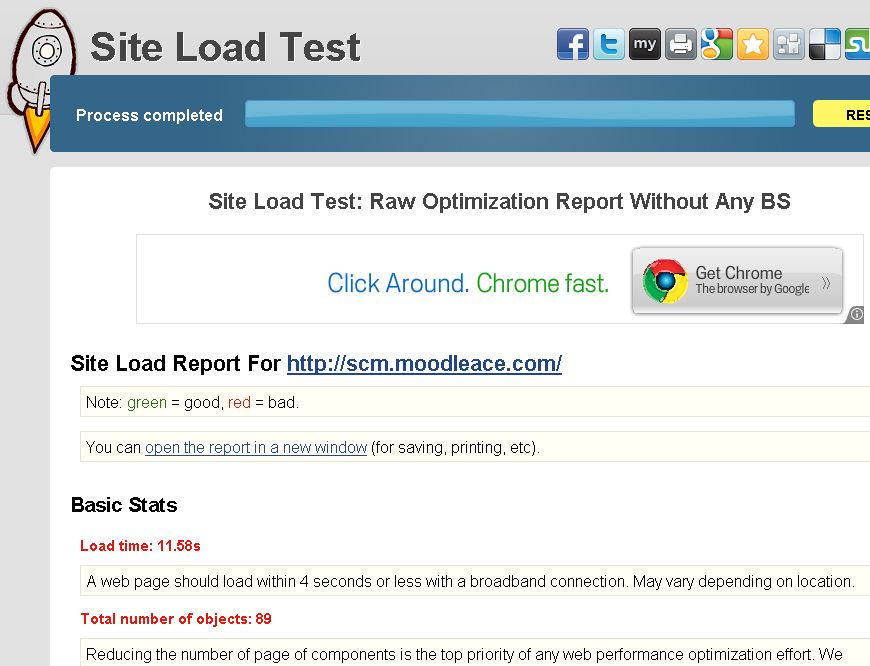 Site Load Test
my
Process completed
RES
Site Load Test: Raw Optimization Report Without Any BS
Click Around. Chrome fast.
Get Chrome
The browser by Google
Site Load Report For http://scm.moodleace.com/
Note: green = good, red = bad.
You can open the report in a new window (for saving, printing, etc).
Basic Stats
Load time: 11.58s
A web page should load within 4 seconds or less with a broadband connection. May vary depending on location.
Total number of objects: 89
Reducing the number of page of components is the top priority of any web performance optimization effort. We